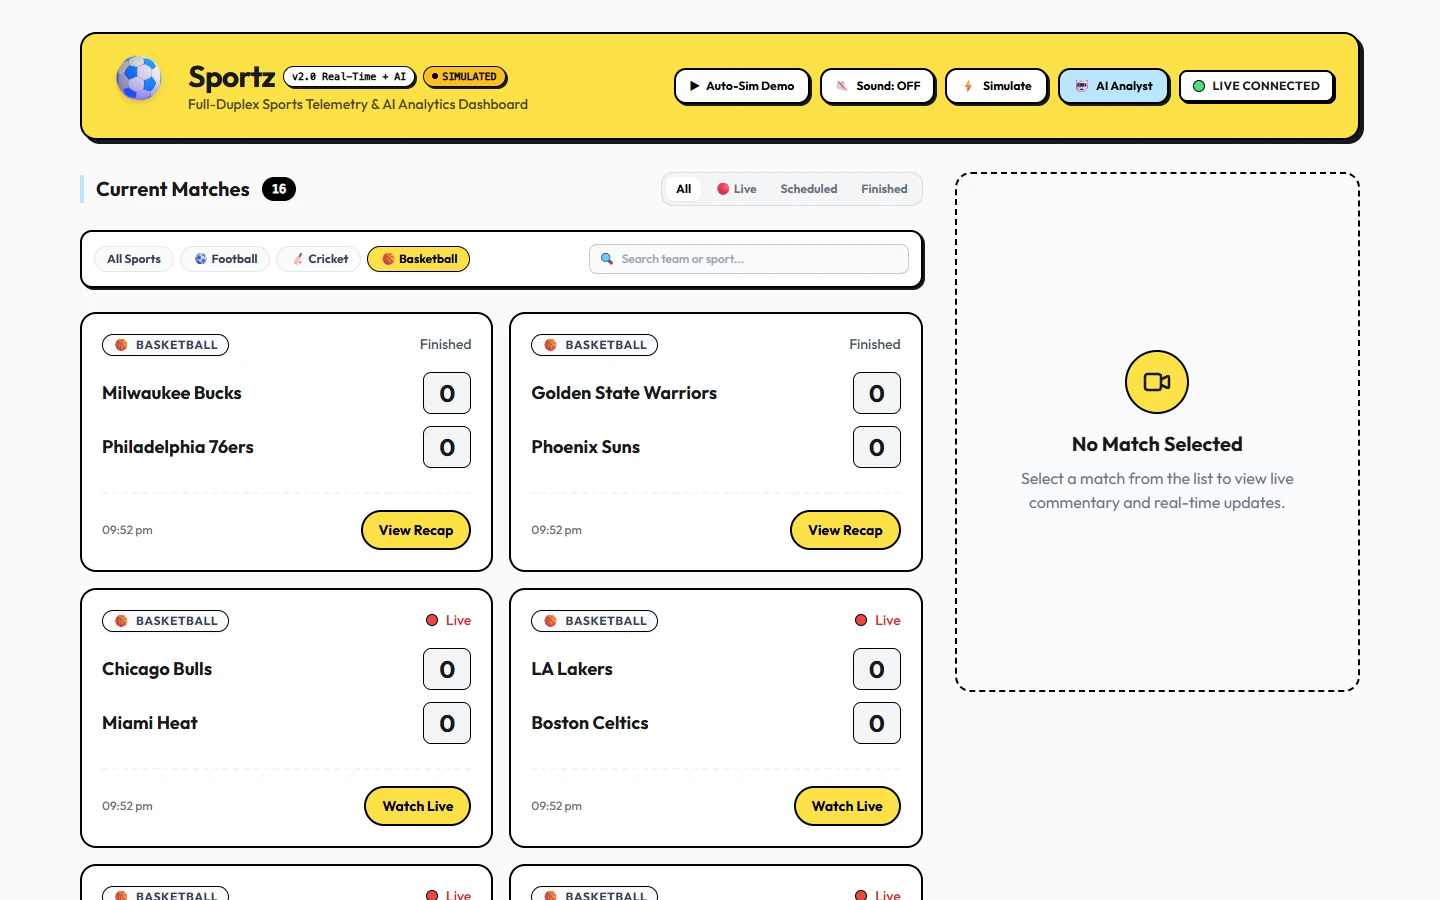 Sportz
v2.0 Real-Time + AI
SIMULATED
Full-Duplex Sports Telemetry & AI Analytics Dashboard
Auto-Sim Demo
Sound: OFF
Simulate
AI Analyst
LIVE CONNECTED
Current Matches 16
All
Live
Scheduled
Finished
All Sports
Football
Cricket
Basketball
Search team or sport...
BASKETBALL
Finished
Milwaukee Bucks 0
Philadelphia 76ers 0
09:52 pm
View Recap
BASKETBALL
Finished
Golden State Warriors 0
Phoenix Suns 0
09:52 pm
View Recap
BASKETBALL
Live
Chicago Bulls 0
Miami Heat 0
09:52 pm
Watch Live
BASKETBALL
Live
LA Lakers 0
Boston Celtics 0
09:52 pm
Watch Live
BASKETBALL
Live
BASKETBALL
Live
No Match Selected
Select a match from the list to view live
commentary and real-time updates.